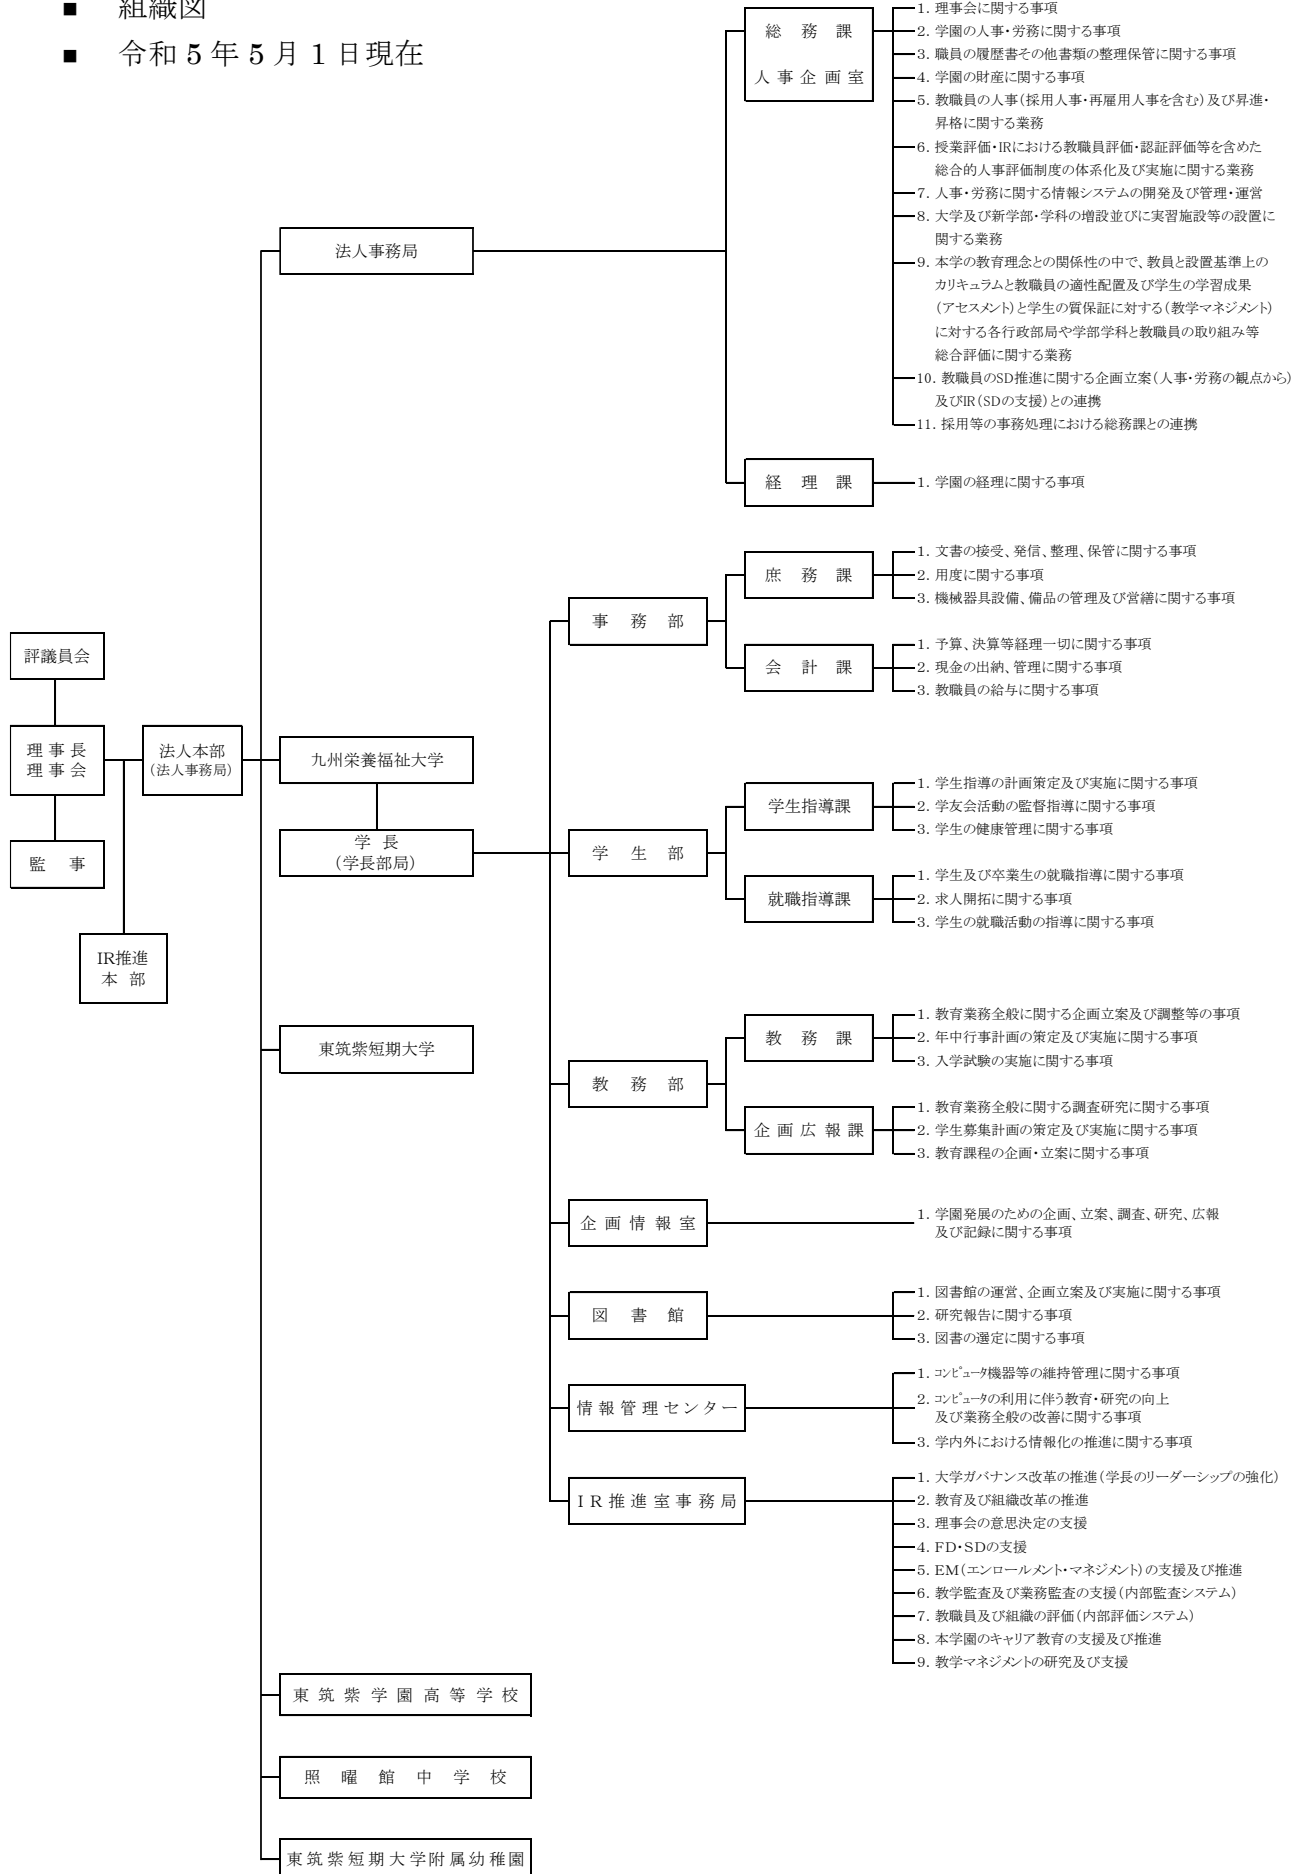 ■ 組織図
■ 令和5年5月1日現在
総務課
人事企画室
1. 理事会に関する事項
2. 学園の人事・労務に関する事項
3. 職員の履歴書その他書類の整理保管に関する事項
4. 学園の財産に関する事項
5. 教職員の人事(採用人事・再雇用人事を含む)及び昇進・
昇格に関する業務
6. 授業評価・IRにおける教職員評価・認証評価等を含めた
総合的人事評価制度の体系化及び実施に関する業務
7. 人事・労務に関する情報システムの開発及び管理・運営
8. 大学及び新学部・学科の増設並びに実習施設等の設置に
関する業務
9. 本学の教育理念との関係性の中で、教員と設置基準上の
カリキュラムと教職員の適性配置及び学生の学習成果
(アセスメント)と学生の質保証に対する(教学マネジメント)
に対する各行政部局や学部学科と教職員の取り組み等
総合評価に関する業務
10. 教職員のSD推進に関する企画立案(人事・労務の観点から)
及びIR(SDの支援)との連携
11. 採用等の事務処理における総務課との連携
法人事務局
経理課
1. 学園の経理に関する事項
庶務課
1. 文書の接受、発信、整理、保管に関する事項
2. 用度に関する事項
3. 機械器具設備、備品の管理及び営繕に関する事項
事務部
会計課
1. 予算、決算等経理一切に関する事項
2. 現金の出納、管理に関する事項
3. 教職員の給与に関する事項
評議員会
理事長
理事会
法人本部
(法人事務局)
九州栄養福祉大学
監事
IR推進
本部
学長
(学長部局)
学生部
学生指導課
1. 学生指導の計画策定及び実施に関する事項
2. 学友会活動の監督指導に関する事項
3. 学生の健康管理に関する事項
就職指導課
1. 学生及び卒業生の就職指導に関する事項
2. 求人開拓に関する事項
3. 学生の就職活動の指導に関する事項
東筑紫短期大学
教務部
教務課
1. 教育業務全般に関する企画立案及び調整等の事項
2. 年中行事計画の策定及び実施に関する事項
3. 入学試験の実施に関する事項
企画広報課
1. 教育業務全般に関する調査研究に関する事項
2. 学生募集計画の策定及び実施に関する事項
3. 教育課程の企画・立案に関する事項
企画情報室
1. 学園発展のための企画、立案、調査、研究、広報
及び記録に関する事項
図書館
1. 図書館の運営、企画立案及び実施に関する事項
2. 研究報告に関する事項
3. 図書の選定に関する事項
情報管理センター
1. コンピュータ機器等の維持管理に関する事項
2. コンピュータの利用に伴う教育・研究の向上
及び業務全般の改善に関する事項
3. 学内外における情報化の推進に関する事項
IR推進室事務局
1. 大学ガバナンス改革の推進(学長のリーダーシップの強化)
2. 教育及び組織改革の推進
3. 理事会の意思決定の支援
4. FD・SDの支援
5. EM(エンロールメント・マネジメント)の支援及び推進
6. 教学監査及び業務監査の支援(内部監査システム)
7. 教職員及び組織の評価(内部評価システム)
8. 本学園のキャリア教育の支援及び推進
9. 教学マネジメントの研究及び支援
東筑紫学園高等学校
照曜館中学校
東筑紫短期大学附属幼稚園